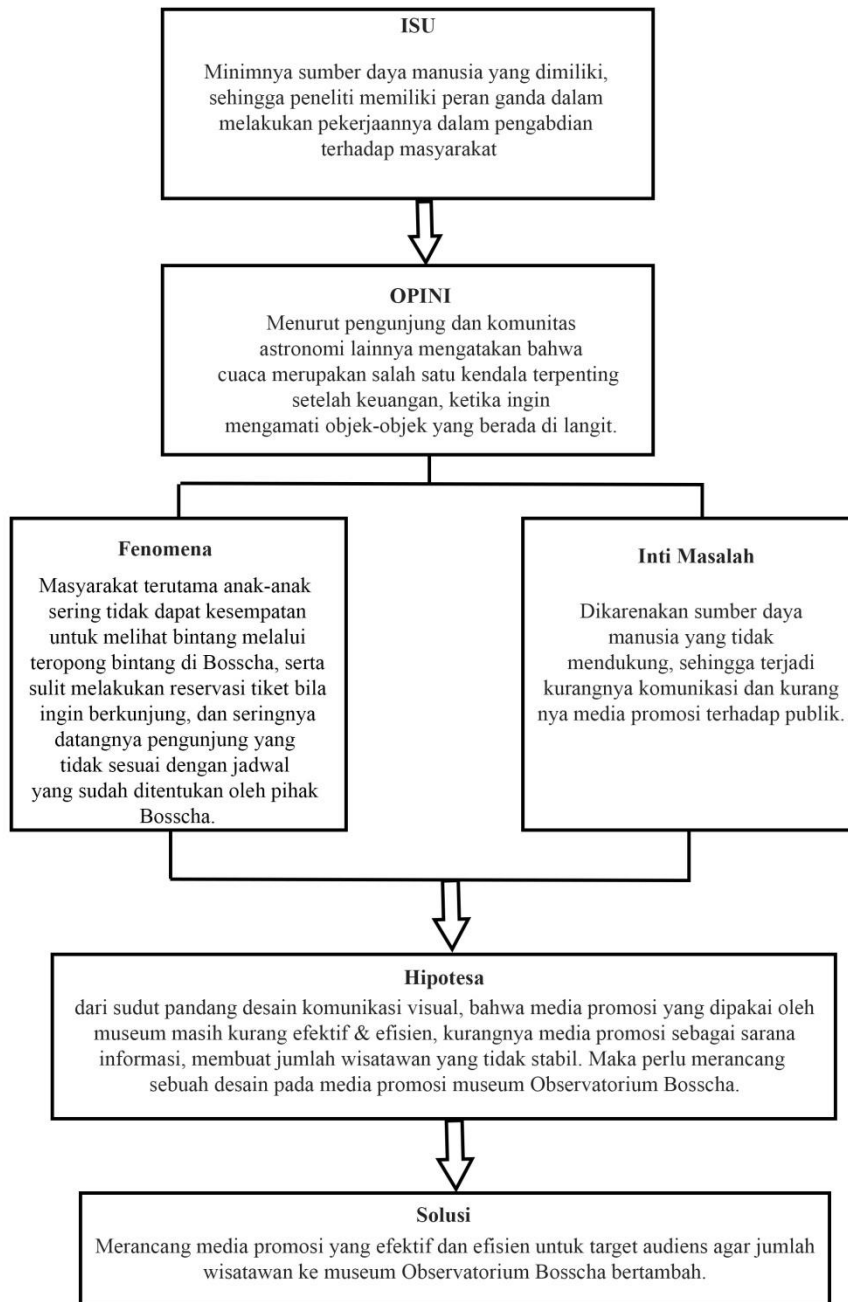 ISU
Minimnya sumber daya manusia yang dimiliki,
sehingga peneliti memiliki peran ganda dalam
melakukan pekerjaannya dalam pengabdian
terhadap masyarakat
OPINI
Menurut pengunjung dan komunitas
astronomi lainnya mengatakan bahwa
cuaca merupakan salah satu kendala terpenting
setelah keuangan, ketika ingin
mengamati objek-objek yang berada di langit.
Fenomena
Masyarakat terutama anak-anak
sering tidak dapat kesempatan
untuk melihat bintang melalui
teropong bintang di Bosscha, serta
sulit melakukan reservasi tiket bila
ingin berkunjung, dan seringnya
datangnya pengunjung yang
tidak sesuai dengan jadwal
yang sudah ditentukan oleh pihak
Bosscha.
Inti Masalah
Dikarenakan sumber daya
manusia yang tidak
mendukung, sehingga terjadi
kurangnya komunikasi dan kurang
nya media promosi terhadap publik.
Hipotesa
dari sudut pandang desain komunikasi visual, bahwa media promosi yang dipakai oleh
museum masih kurang efektif & efisien, kurangnya media promosi sebagai sarana
informasi, membuat jumlah wisatawan yang tidak stabil. Maka perlu merancang
sebuah desain pada media promosi museum Observatorium Bosscha.
Solusi
Merancang media promosi yang efektif dan efisien untuk target audiens agar jumlah
wisatawan ke museum Observatorium Bosscha bertambah.